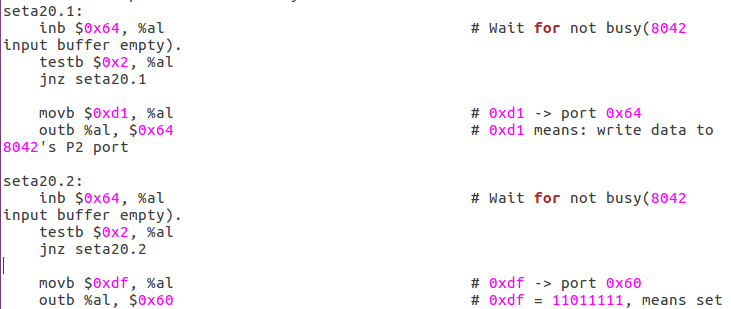 seta20.1:
    inb $0x64, %al                                  # Wait for not busy(8042
input buffer empty).
    testb $0x2, %al
    jnz seta20.1

    movb $0xd1, %al                                 # 0xd1 -> port 0x64
    outb %al, $0x64                                 # 0xd1 means: write data to
8042's P2 port

seta20.2:
    inb $0x64, %al                                  # Wait for not busy(8042
input buffer empty).
    testb $0x2, %al
    jnz seta20.2

    movb $0xdf, %al                                 # 0xdf -> port 0x60
    outb %al, $0x60                                 # 0xdf = 11011111, means set